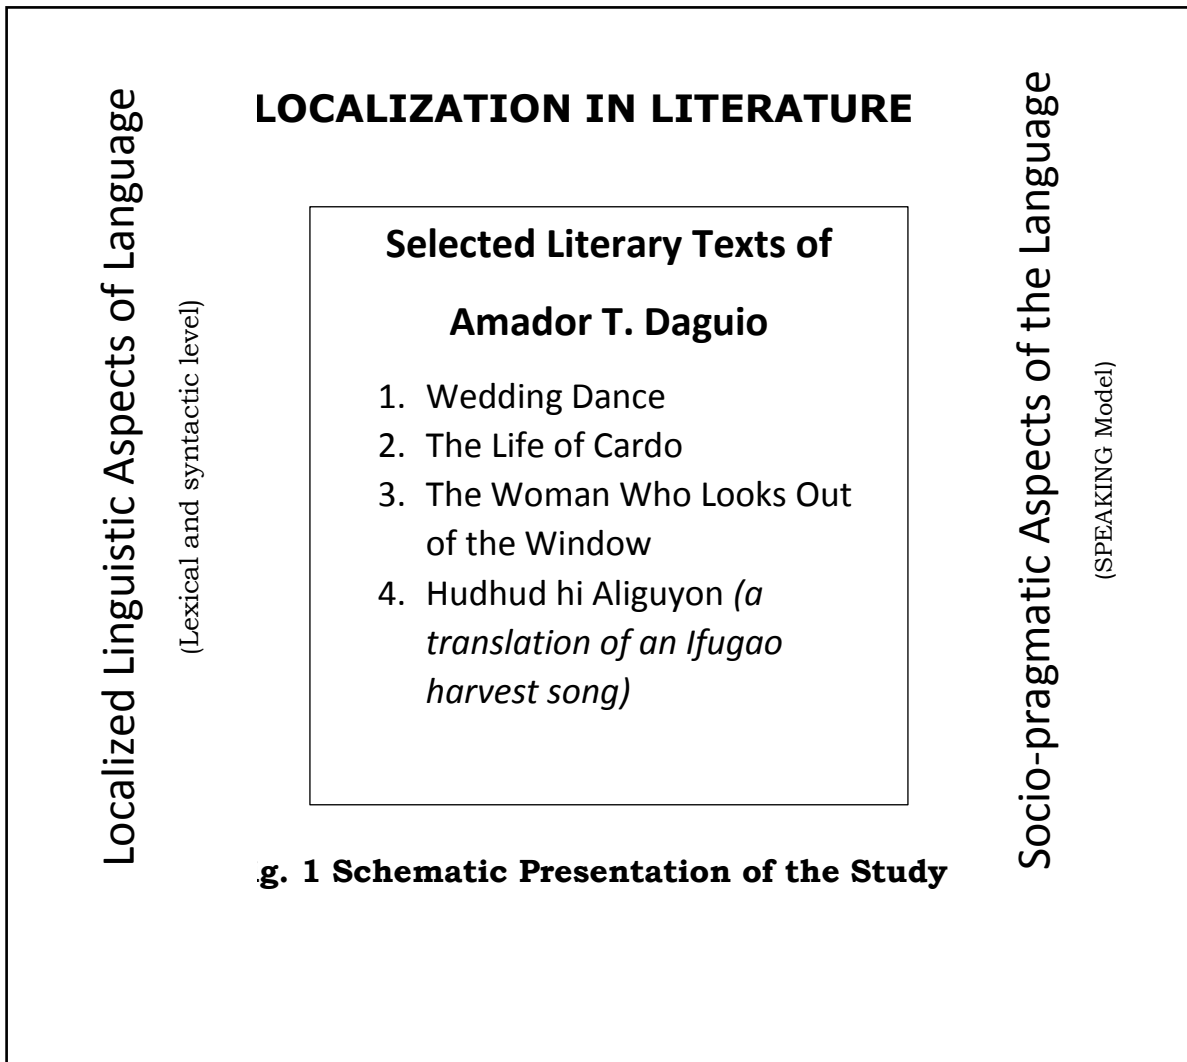 Localized Linguistic Aspects of Language
(Lexical and syntactic level)
LOCALIZATION IN LITERATURE
Selected Literary Texts of
Amador T. Daguio
1. Wedding Dance
2. The Life of Cardo
3. The Woman Who Looks Out
of the Window
4. Hudhud hi Aliguyon (a
translation of an Ifugao
harvest song)
g. 1 Schematic Presentation of the Study
Socio-pragmatic Aspects of the Language
(SPEAKING Model)